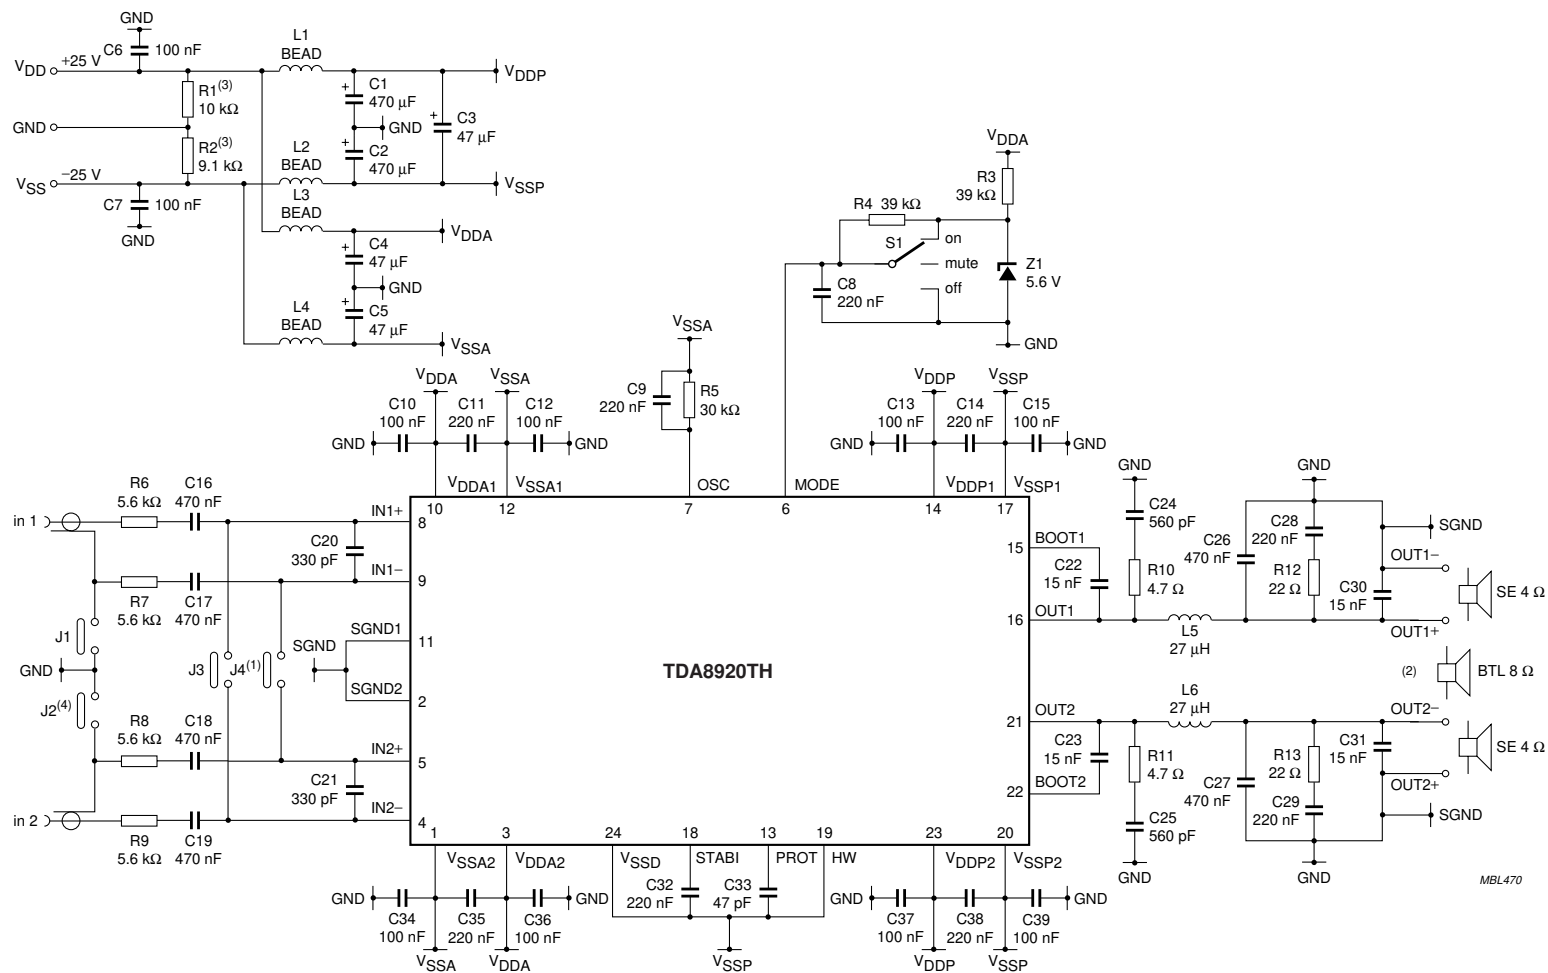 GND
C6 100 nF
VDD +25 V
L1
BEAD
VDDP
R1(3)
10 kΩ
+ C1
470 µF
GND
GND
+ C3
47 µF
R2(3)
9.1 kΩ
+ C2
470 µF
L2
BEAD
VSS −25 V
VSSP
C7 100 nF
GND
L3
BEAD
VDDA
+ C4
47 µF
GND
+ C5
47 µF
L4
BEAD
VSSA
VDDA
R3
39 kΩ
R4 39 kΩ
S1
on
mute
off
C8
220 nF
Z1
5.6 V
GND
VSSA
C9
220 nF
R5
30 kΩ
VDDA
VSSA
C10
100 nF
C11
220 nF
C12
100 nF
GND
GND
VDDP
VSSP
C13
100 nF
C14
220 nF
C15
100 nF
GND
GND
VDDA1
VSSA1
OSC
MODE
VDDP1
VSSP1
10
12
7
6
14
17
in 1
R6
5.6 kΩ
C16
470 nF
IN1+
8
C20
330 pF
IN1−
9
R7
5.6 kΩ
C17
470 nF
J1
GND
J2(4)
J3
J4(1)
SGND
SGND1
11
SGND2
2
R8
5.6 kΩ
C18
470 nF
IN2+
5
C21
330 pF
IN2−
4
in 2
R9
5.6 kΩ
C19
470 nF
TDA8920TH
15
BOOT1
C22
15 nF
16
OUT1
GND
C24
560 pF
R10
4.7 Ω
L5
27 µH
GND
C26
470 nF
C28
220 nF
R12
22 Ω
C30
15 nF
SGND
OUT1−
SE 4 Ω
OUT1+
(2)
BTL 8 Ω
21
OUT2
C23
15 nF
22
BOOT2
L6
27 µH
R11
4.7 Ω
C25
560 pF
GND
C27
470 nF
R13
22 Ω
C29
220 nF
C31
15 nF
OUT2−
SE 4 Ω
OUT2+
SGND
GND
1
3
24
18
13
19
23
20
VSSA2
VDDA2
VSSD
STABI
PROT
HW
VDDP2
VSSP2
GND
C34
100 nF
C35
220 nF
C36
100 nF
GND
VSSA
VDDA
C32
220 nF
C33
47 pF
VSSP
GND
C37
100 nF
C38
220 nF
C39
100 nF
GND
VDDP
VSSP
MBL470